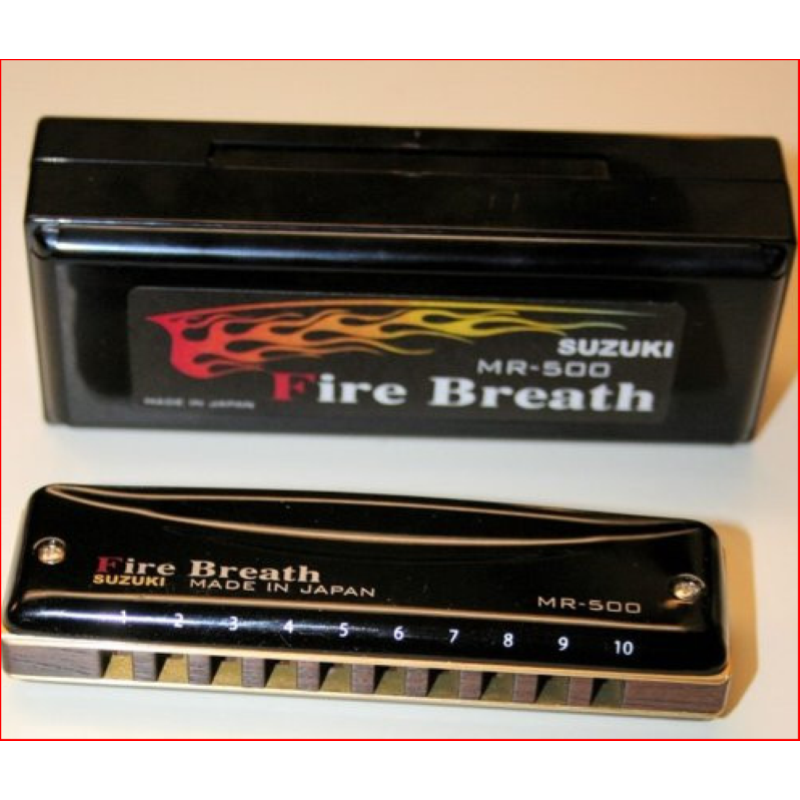 SUZUKI
MR-500
Fire Breath
MADE IN JAPAN
Fire Breath
SUZUKI MADE IN JAPAN
MR-500
1 2 3 4 5 6 7 8 9 10